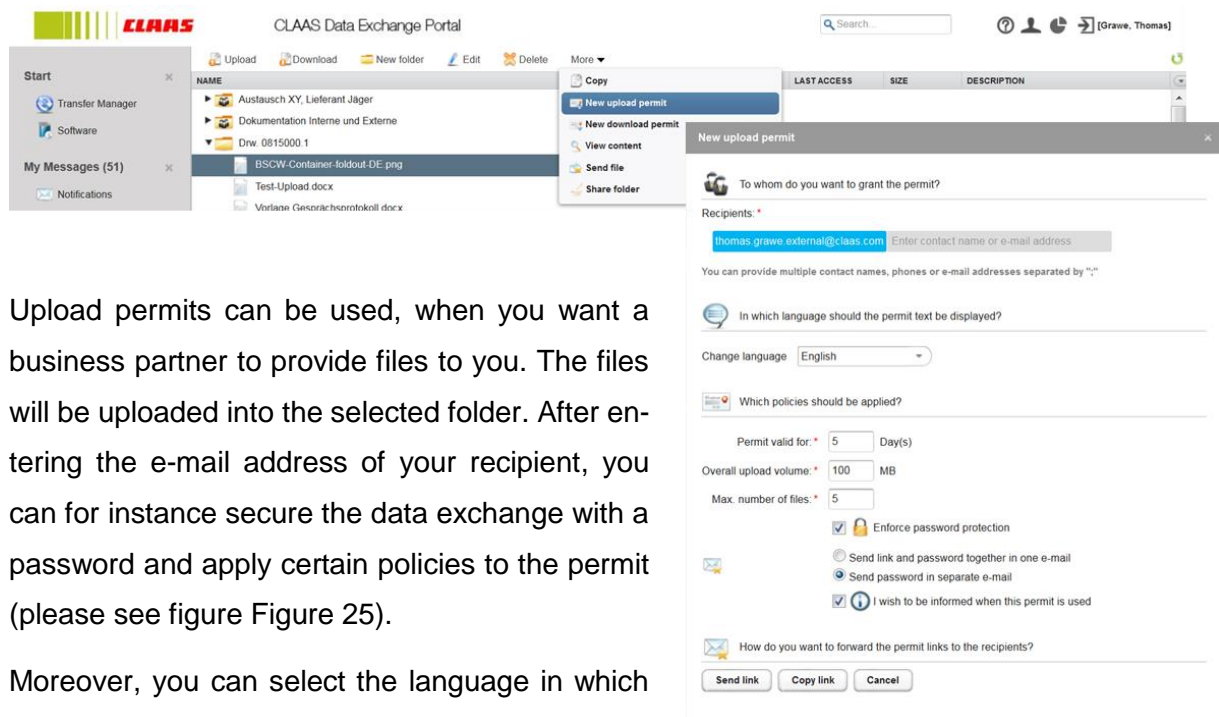 CLAAS CLAAS Data Exchange Portal Search... [Grawe, Thomas]
Upload Download New folder Edit Delete More
Start
Transfer Manager
Software
My Messages (51)
Notifications
NAME LAST ACCESS SIZE DESCRIPTION
Austausch XY, Lieferant Jäger
Dokumentation Interne und Externe
Drw. 0815000.1
BSCW-Container-foldout-DE.png
Test-Upload.docx
Vorlage Gesprächsprotokoll docx
Copy
New upload permit
New download permit
View content
Send file
Share folder
New upload permit
To whom do you want to grant the permit?
Recipients: *
thomas.grawe.external@claas.com Enter contact name or e-mail address
You can provide multiple contact names, phones or e-mail addresses separated by ";"
In which language should the permit text be displayed?
Change language English
Which policies should be applied?
Permit valid for: * 5 Day(s)
Overall upload volume: * 100 MB
Max. number of files: * 5
Enforce password protection
Send link and password together in one e-mail
Send password in separate e-mail
I wish to be informed when this permit is used
How do you want to forward the permit links to the recipients?
Send link Copy link Cancel
Upload permits can be used, when you want a
business partner to provide files to you. The files
will be uploaded into the selected folder. After en-
tering the e-mail address of your recipient, you
can for instance secure the data exchange with a
password and apply certain policies to the permit
(please see figure Figure 25).
Moreover, you can select the language in which